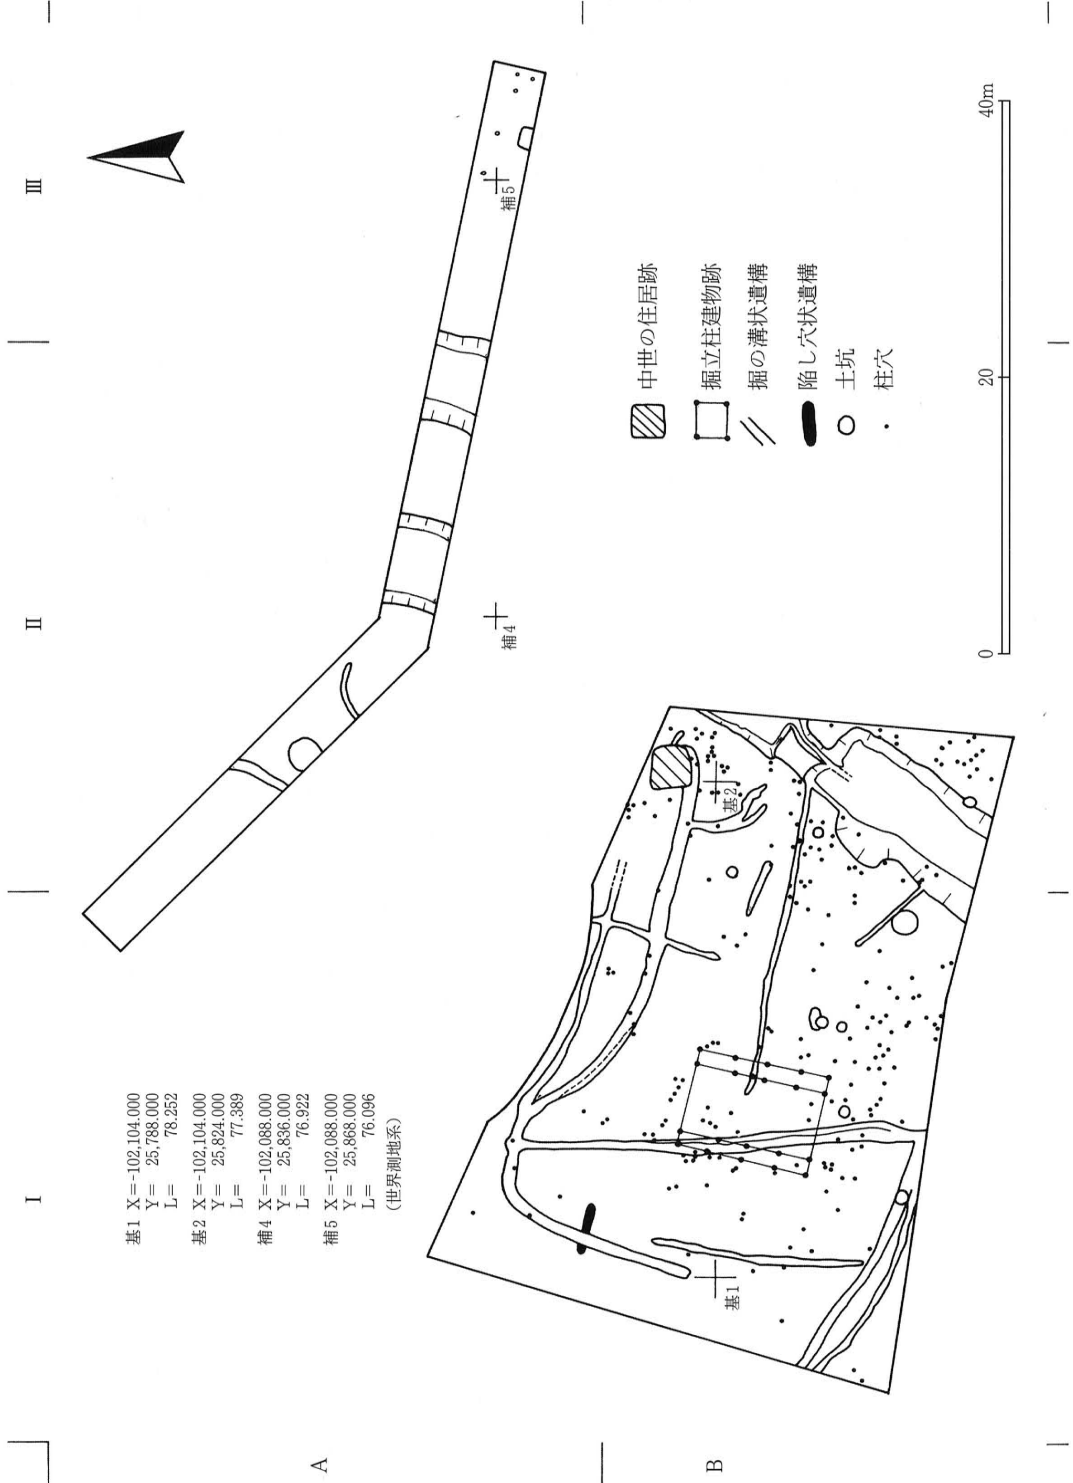 I
II
III
A
B
基1 X=-102,104.000
Y= 25,788.000
L= 78.252
基2 X=-102,104.000
Y= 25,824.000
L= 77.389
補4 X=-102,088.000
Y= 25,836.000
L= 76.922
補5 X=-102,088.000
Y= 25,868.000
L= 76.096
(世界測地系)
補4
補5
基1
基2
中世の住居跡
掘立柱建物跡
掘の溝状遺構
陥し穴状遺構
土坑
柱穴
0 20 40m